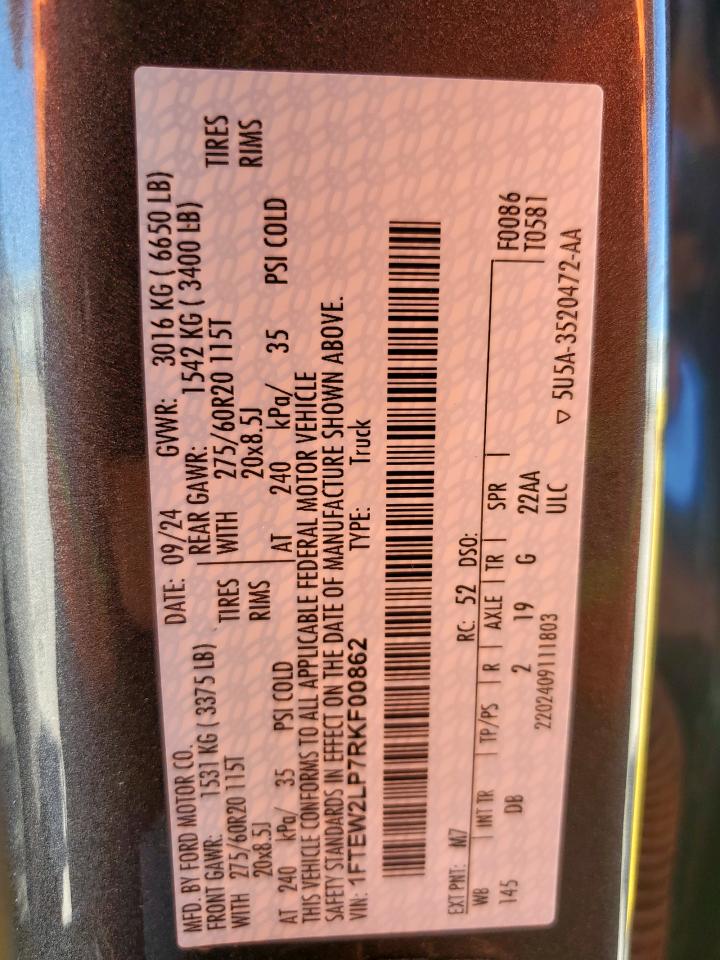 MFD. BY FORD MOTOR CO. DATE: 09/24 GVWR: 3016 KG ( 6650 LB)
FRONT GAWR: 1531 KG ( 3375 LB) REAR GAWR: 1542 KG ( 3400 LB)
WITH 275/60R20 115T TIRES WITH 275/60R20 115T TIRES
20x8.5J RIMS 20x8.5J RIMS
AT 240 kPa/ 35 PSI COLD AT 240 kPa/ 35 PSI COLD
THIS VEHICLE CONFORMS TO ALL APPLICABLE FEDERAL MOTOR VEHICLE
SAFETY STANDARDS IN EFFECT ON THE DATE OF MANUFACTURE SHOWN ABOVE.
VIN: 1FTEW2LP7RKF00862 TYPE: Truck
EXT PNT: M7 RC: 52 DSO:
WB INT TR TP/PS R AXLE TR SPR F0086
145 DB 2 19 G 22AA T0581
2202409111803 ULC
▽ 5U5A-3520472-AA